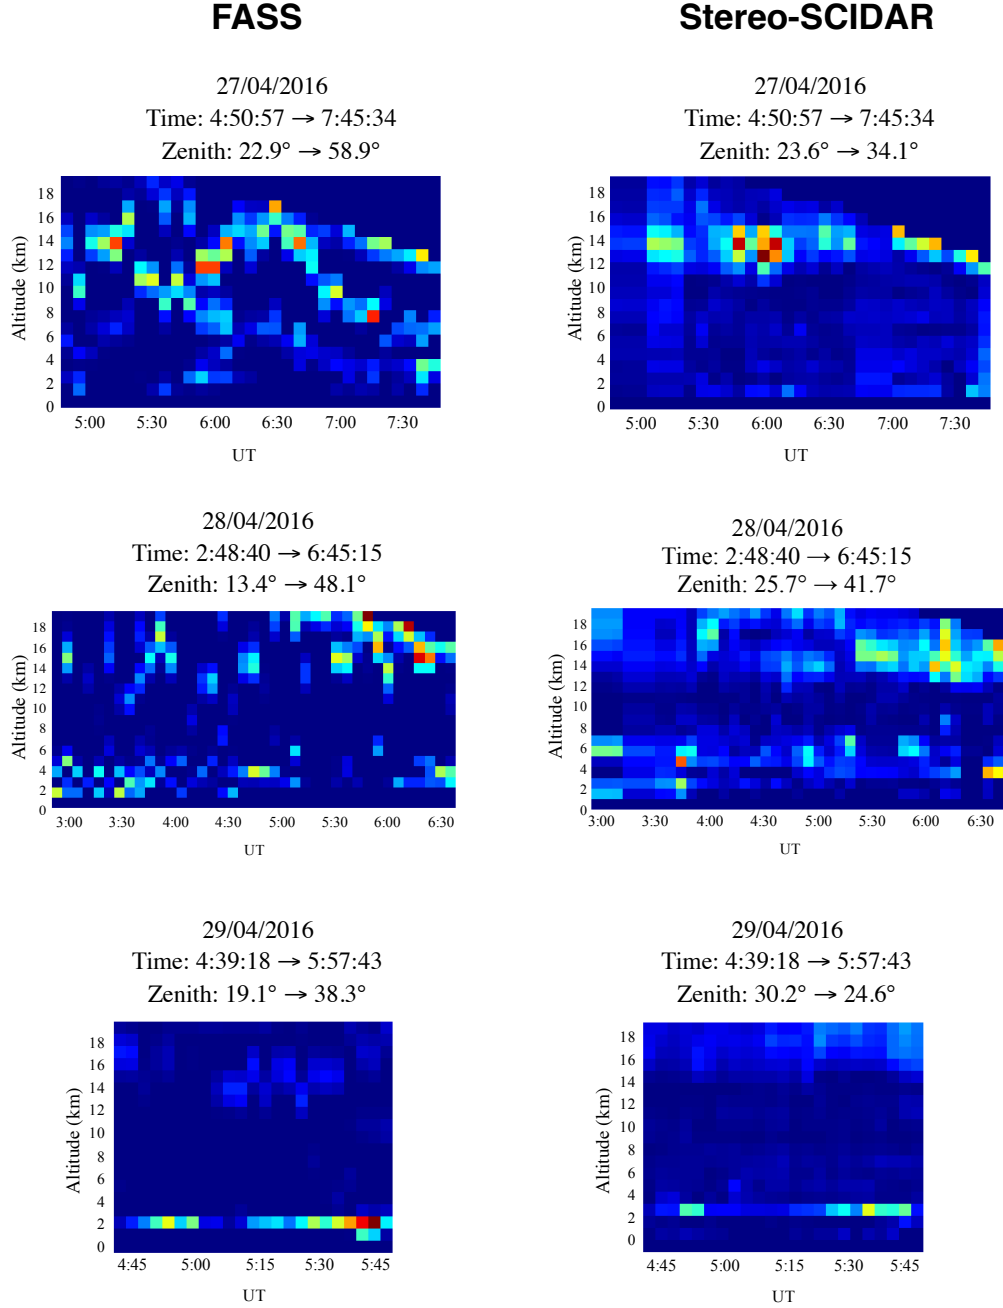 FASS
Stereo-SCIDAR
27/04/2016
Time: 4:50:57 → 7:45:34
Zenith: 22.9° → 58.9°
27/04/2016
Time: 4:50:57 → 7:45:34
Zenith: 23.6° → 34.1°
Altitude (km)
18
16
14
12
10
8
6
4
2
0
5:00 5:30 6:00 6:30 7:00 7:30
UT
Altitude (km)
18
16
14
12
10
8
6
4
2
0
5:00 5:30 6:00 6:30 7:00 7:30
UT
28/04/2016
Time: 2:48:40 → 6:45:15
Zenith: 13.4° → 48.1°
28/04/2016
Time: 2:48:40 → 6:45:15
Zenith: 25.7° → 41.7°
Altitude (km)
18
16
14
12
10
8
6
4
2
0
3:00 3:30 4:00 4:30 5:00 5:30 6:00 6:30
UT
Altitude (km)
18
16
14
12
10
8
6
4
2
0
3:00 3:30 4:00 4:30 5:00 5:30 6:00 6:30
UT
29/04/2016
Time: 4:39:18 → 5:57:43
Zenith: 19.1° → 38.3°
29/04/2016
Time: 4:39:18 → 5:57:43
Zenith: 30.2° → 24.6°
Altitude (km)
18
16
14
12
10
8
6
4
2
0
4:45 5:00 5:15 5:30 5:45
UT
Altitude (km)
18
16
14
12
10
8
6
4
2
0
4:45 5:00 5:15 5:30 5:45
UT